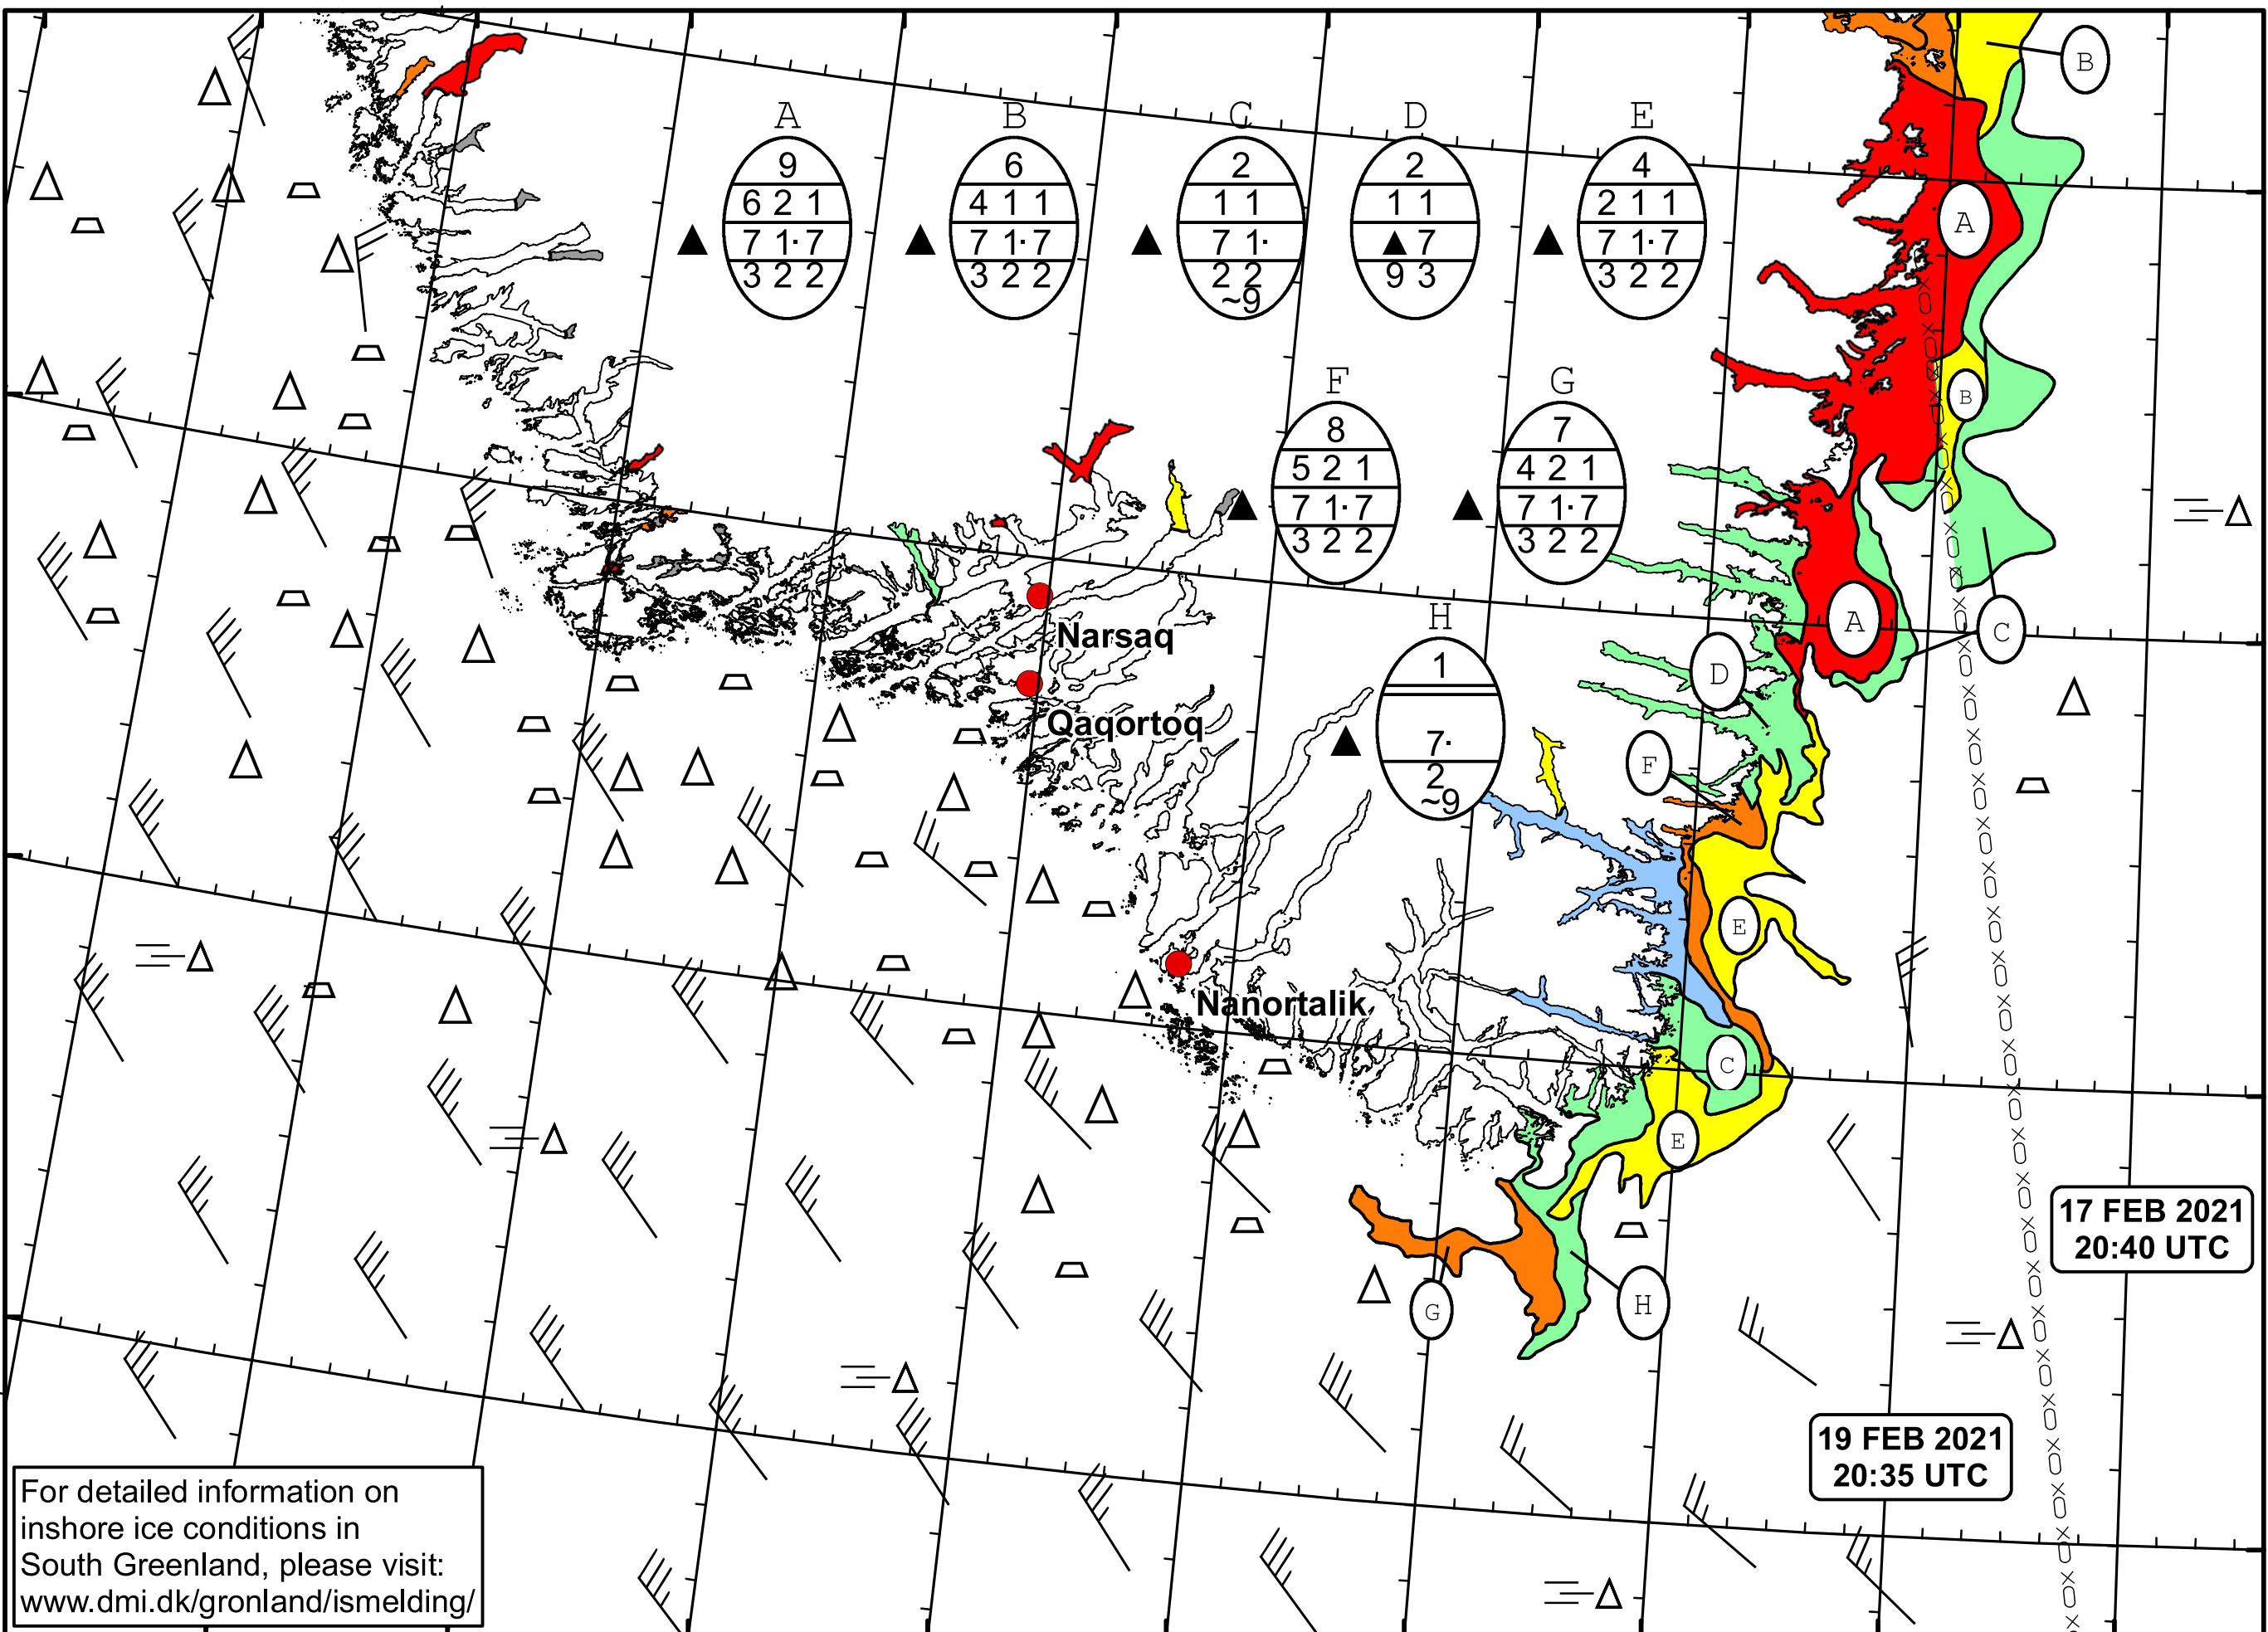 A B C D E
9
6 2 1
7 1· 7
3 2 2
6
4 1 1
7 1· 7
3 2 2
2
1 1
7 1·
2 2
~9
2
1 1
▲ 7
9 3
4
2 1 1
7 1· 7
3 2 2
F G
8
5 2 1
7 1· 7
3 2 2
7
4 2 1
7 1· 7
3 2 2
H
1
7·
2
~9
B
A
B
A
C
D
F
E
C
E
G
H
Narsaq
Qaqortoq
Nanortalik
17 FEB 2021
20:40 UTC
19 FEB 2021
20:35 UTC
For detailed information on
inshore ice conditions in
South Greenland, please visit:
www.dmi.dk/gronland/ismelding/